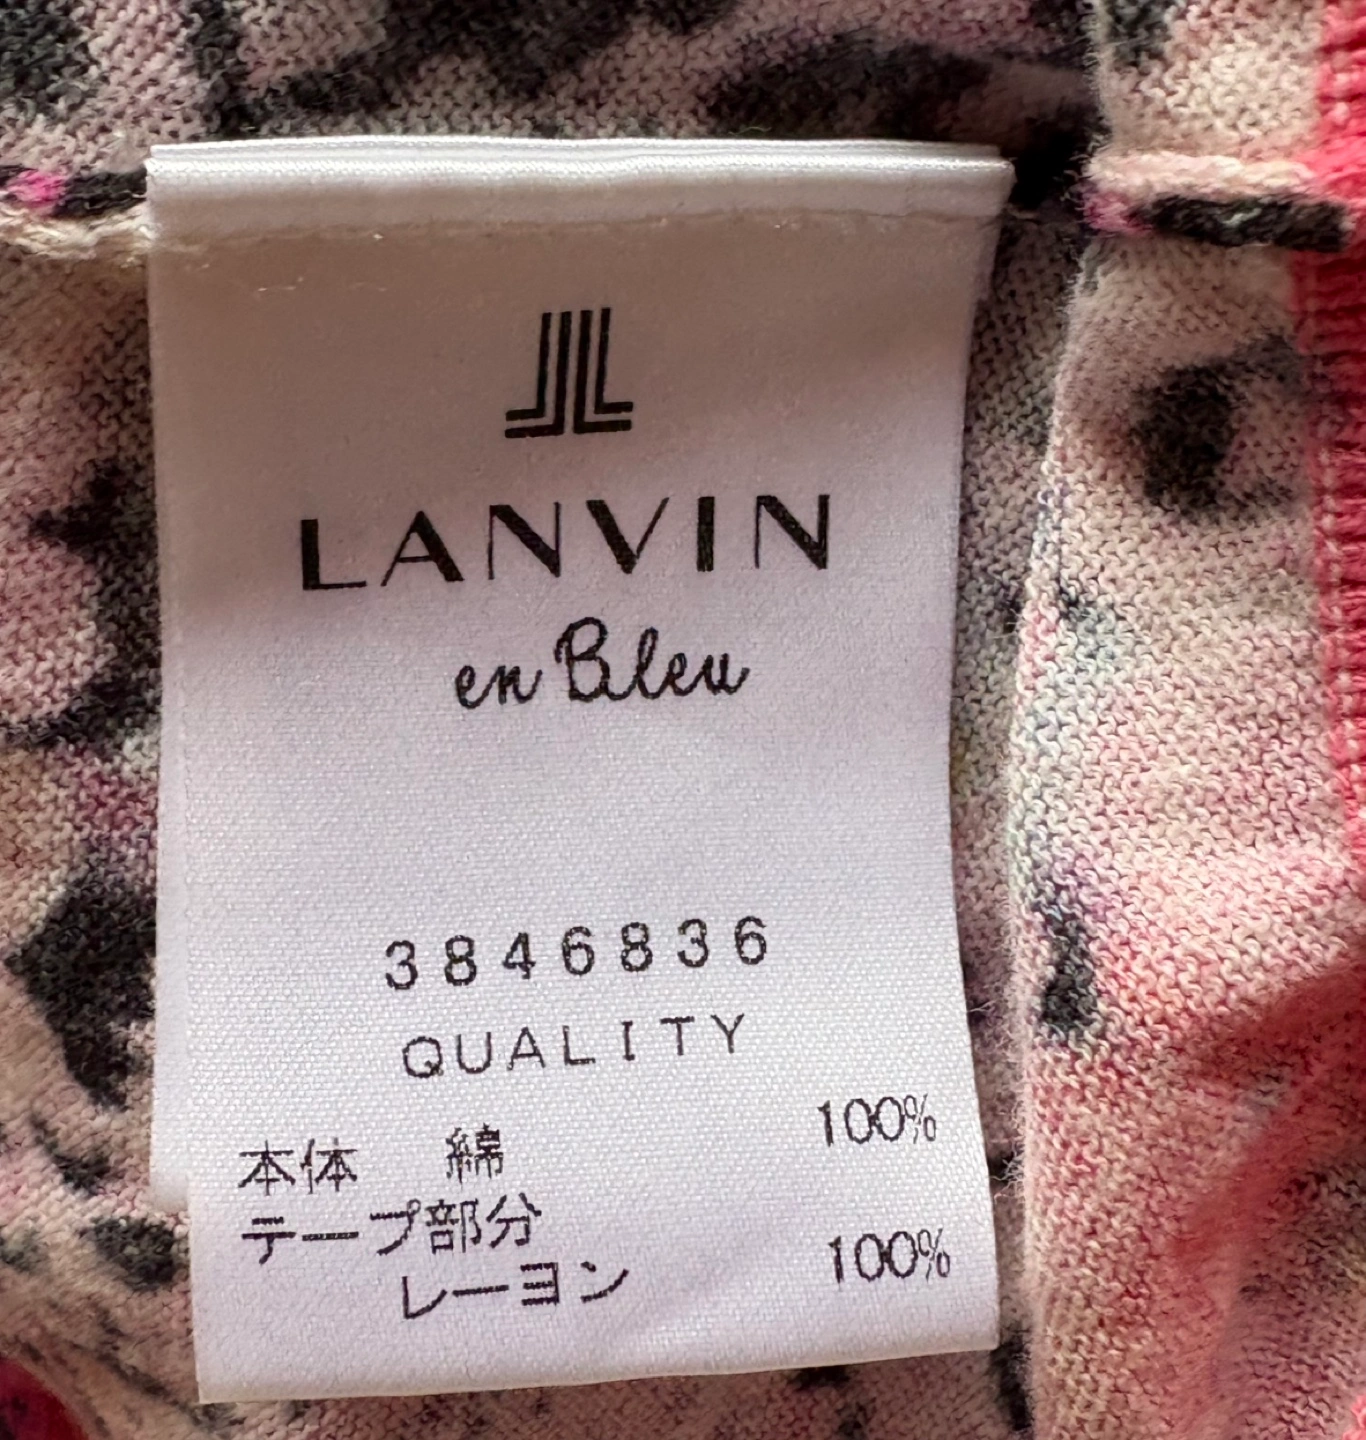 LANVIN
en Bleu
3846836
QUALITY
本体 綿 100%
テープ部分
レーヨン 100%